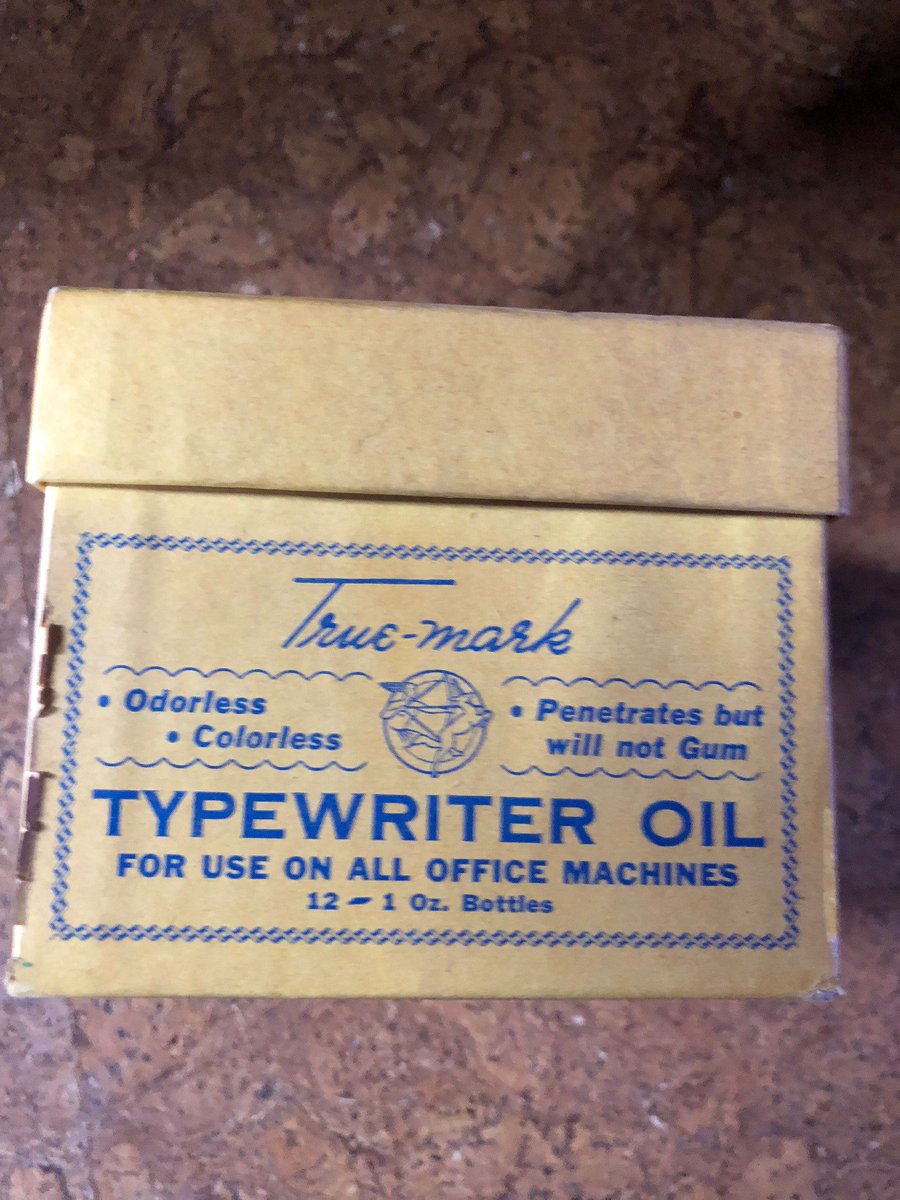 True-mark
• Odorless
• Colorless
• Penetrates but
will not Gum
TYPEWRITER OIL
FOR USE ON ALL OFFICE MACHINES
12 - 1 Oz. Bottles